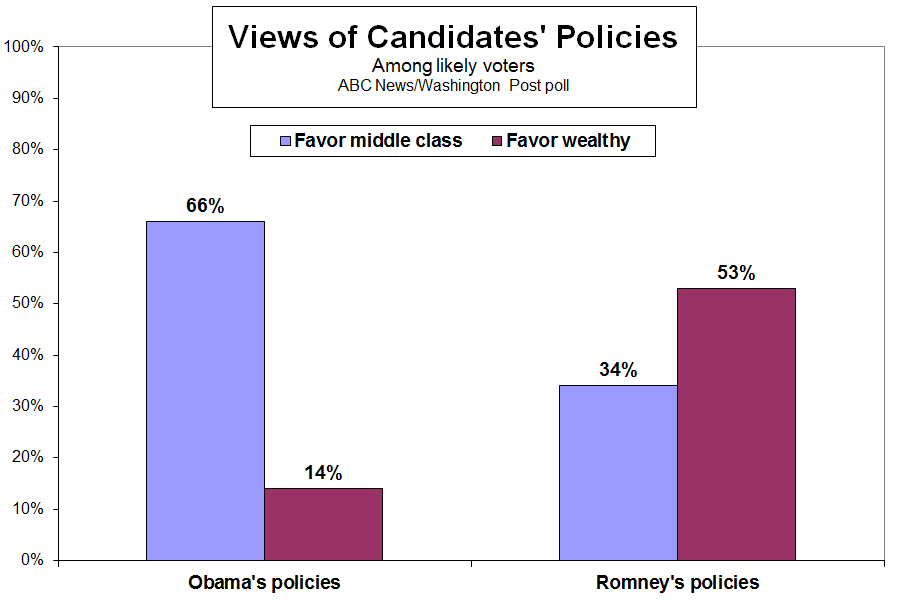 Views of Candidates' Policies
Among likely voters
ABC News/Washington Post poll
Favor middle class Favor wealthy
100%
90%
80%
70%
60%
50%
40%
30%
20%
10%
0%
66%
14%
34%
53%
Obama's policies
Romney's policies